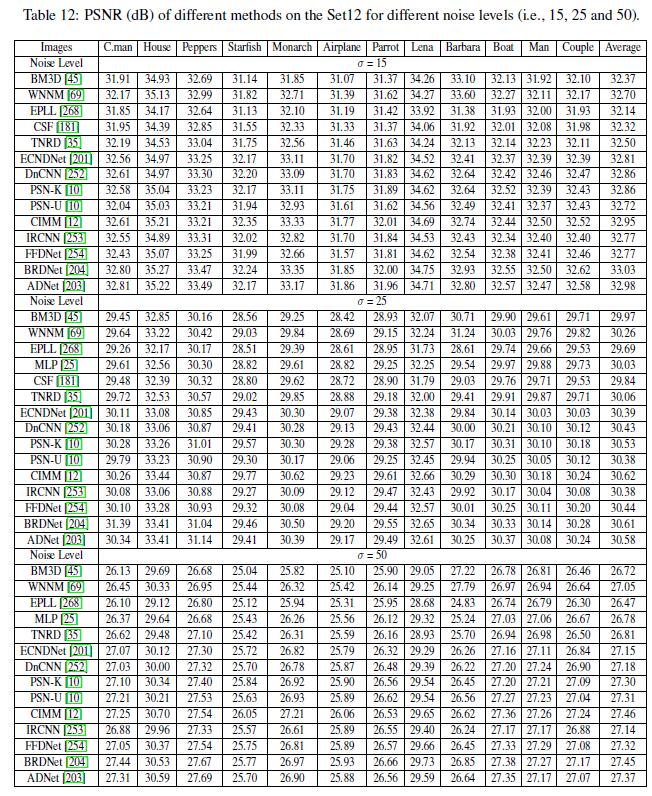 Table 12: PSNR (dB) of different methods on the Set12 for different noise levels (i.e., 15, 25 and 50).
Images C.man House Peppers Starfish Monarch Airplane Parrot Lena Barbara Boat Man Couple Average
Noise Level σ = 15
BM3D [45] 31.91 34.93 32.69 31.14 31.85 31.07 31.37 34.26 33.10 32.13 31.92 32.10 32.37
WNNM [69] 32.17 35.13 32.99 31.82 32.71 31.39 31.62 34.27 33.60 32.27 32.11 32.17 32.70
EPLL [268] 31.85 34.17 32.64 31.13 32.10 31.19 31.42 33.92 31.38 31.93 32.00 31.93 32.14
CSF [181] 31.95 34.39 32.85 31.55 32.33 31.33 31.37 34.06 31.92 32.01 32.08 31.98 32.32
TNRD [35] 32.19 34.53 33.04 31.75 32.56 31.46 31.63 34.24 32.13 32.14 32.23 32.11 32.50
ECNDNet [201] 32.56 34.97 33.25 32.17 33.11 31.70 31.82 34.52 32.41 32.37 32.39 32.39 32.81
DnCNN [252] 32.61 34.97 33.30 32.20 33.09 31.70 31.83 34.62 32.64 32.42 32.46 32.47 32.86
PSN-K [10] 32.58 35.04 33.23 32.17 33.11 31.75 31.89 34.62 32.64 32.52 32.39 32.43 32.86
PSN-U [10] 32.04 35.03 33.21 31.94 32.93 31.61 31.62 34.56 32.49 32.41 32.37 32.43 32.72
CIMM [12] 32.61 35.21 33.21 32.35 33.33 31.77 32.01 34.69 32.74 32.44 32.50 32.52 32.95
IRCNN [253] 32.55 34.89 33.31 32.02 32.82 31.70 31.84 34.53 32.43 32.34 32.40 32.40 32.77
FFDNet [254] 32.43 35.07 33.25 31.99 32.66 31.57 31.81 34.62 32.54 32.38 32.41 32.46 32.77
BRDNet [204] 32.80 35.27 33.47 32.24 33.35 31.85 32.00 34.75 32.93 32.55 32.50 32.62 33.03
ADNet [203] 32.81 35.22 33.49 32.17 33.17 31.86 31.96 34.71 32.80 32.57 32.47 32.58 32.98
Noise Level σ = 25
BM3D [45] 29.45 32.85 30.16 28.56 29.25 28.42 28.93 32.07 30.71 29.90 29.61 29.71 29.97
WNNM [69] 29.64 33.22 30.42 29.03 29.84 28.69 29.15 32.24 31.24 30.03 29.76 29.82 30.26
EPLL [268] 29.26 32.17 30.17 28.51 29.39 28.61 28.95 31.73 28.61 29.74 29.66 29.53 29.69
MLP [25] 29.61 32.56 30.30 28.82 29.61 28.82 29.25 32.25 29.54 29.97 29.88 29.73 30.03
CSF [181] 29.48 32.39 30.32 28.80 29.62 28.72 28.90 31.79 29.03 29.76 29.71 29.53 29.84
TNRD [35] 29.72 32.53 30.57 29.02 29.85 28.88 29.18 32.00 29.41 29.91 29.87 29.71 30.06
ECNDNet [201] 30.11 33.08 30.85 29.43 30.30 29.07 29.38 32.38 29.84 30.14 30.03 30.03 30.39
DnCNN [252] 30.18 33.06 30.87 29.41 30.28 29.13 29.43 32.44 30.00 30.21 30.10 30.12 30.43
PSN-K [10] 30.28 33.26 31.01 29.57 30.30 29.28 29.38 32.57 30.17 30.31 30.10 30.18 30.53
PSN-U [10] 29.79 33.23 30.90 29.30 30.17 29.06 29.25 32.45 29.94 30.25 30.05 30.12 30.38
CIMM [12] 30.26 33.44 30.87 29.77 30.62 29.23 29.61 32.66 30.29 30.30 30.18 30.24 30.62
IRCNN [253] 30.08 33.06 30.88 29.27 30.09 29.12 29.47 32.43 29.92 30.17 30.04 30.08 30.38
FFDNet [254] 30.10 33.28 30.93 29.32 30.08 29.04 29.44 32.57 30.01 30.25 30.11 30.20 30.44
BRDNet [204] 31.39 33.41 31.04 29.46 30.50 29.20 29.55 32.65 30.34 30.33 30.14 30.28 30.61
ADNet [203] 30.34 33.41 31.14 29.41 30.39 29.17 29.49 32.61 30.25 30.37 30.08 30.24 30.58
Noise Level σ = 50
BM3D [45] 26.13 29.69 26.68 25.04 25.82 25.10 25.90 29.05 27.22 26.78 26.81 26.46 26.72
WNNM [69] 26.45 30.33 26.95 25.44 26.32 25.42 26.14 29.25 27.79 26.97 26.94 26.64 27.05
EPLL [268] 26.10 29.12 26.80 25.12 25.94 25.31 25.95 28.68 24.83 26.74 26.79 26.30 26.47
MLP [25] 26.37 29.64 26.68 25.43 26.26 25.56 26.12 29.32 25.24 27.03 27.06 26.67 26.78
TNRD [35] 26.62 29.48 27.10 25.42 26.31 25.59 26.16 28.93 25.70 26.94 26.98 26.50 26.81
ECNDNet [201] 27.07 30.12 27.30 25.72 26.82 25.79 26.32 29.29 26.26 27.16 27.11 26.84 27.15
DnCNN [252] 27.03 30.00 27.32 25.70 26.78 25.87 26.48 29.39 26.22 27.20 27.24 26.90 27.18
PSN-K [10] 27.10 30.34 27.40 25.84 26.92 25.90 26.56 29.54 26.45 27.20 27.21 27.09 27.30
PSN-U [10] 27.21 30.21 27.53 25.63 26.93 25.89 26.62 29.54 26.56 27.27 27.23 27.04 27.31
CIMM [12] 27.25 30.70 27.54 26.05 27.21 26.06 26.53 29.65 26.62 27.36 27.26 27.24 27.46
IRCNN [253] 26.88 29.96 27.33 25.57 26.61 25.89 26.55 29.40 26.24 27.17 27.17 26.88 27.14
FFDNet [254] 27.05 30.37 27.54 25.75 26.81 25.89 26.57 29.66 26.45 27.33 27.29 27.08 27.32
BRDNet [204] 27.44 30.53 27.67 25.77 26.97 25.93 26.66 29.73 26.85 27.38 27.27 27.17 27.45
ADNet [203] 27.31 30.59 27.69 25.70 26.90 25.88 26.56 29.59 26.64 27.35 27.17 27.07 27.37